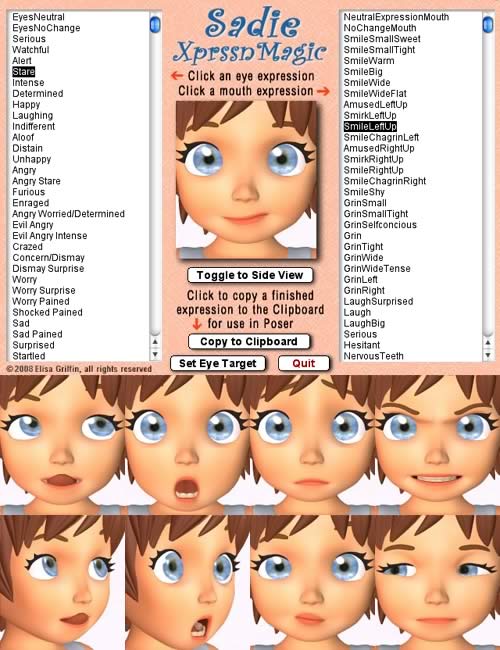 Sadie
XprssnMagic
← Click an eye expression
Click a mouth expression →
EyesNeutral
EyesNoChange
Serious
Watchful
Alert
Stare
Intense
Determined
Happy
Laughing
Indifferent
Aloof
Distain
Unhappy
Angry
Angry Stare
Furious
Enraged
Angry Worried/Determined
Evil Angry
Evil Angry Intense
Crazed
Concern/Dismay
Dismay Surprise
Worry
Worry Surprise
Worry Pained
Shocked Pained
Sad
Sad Pained
Surprised
Startled
NeutralExpressionMouth
NoChangeMouth
SmileSmallSweet
SmileSmallTight
SmileWarm
SmileBig
SmileWide
SmileWideFlat
AmusedLeftUp
SmirkLeftUp
SmileLeftUp
SmileChagrinLeft
AmusedRightUp
SmirkRightUp
SmileRightUp
SmileChagrinRight
SmileShy
GrinSmall
GrinSmallTight
GrinSelfconcious
Grin
GrinTight
GrinWide
GrinWideTense
GrinLeft
GrinRight
LaughSurprised
Laugh
LaughBig
Serious
Hesitant
NervousTeeth
Toggle to Side View
Click to copy a finished
expression to the Clipboard
↓ for use in Poser
Copy to Clipboard
Set Eye Target
Quit
©2008 Elisa Griffin, all rights reserved